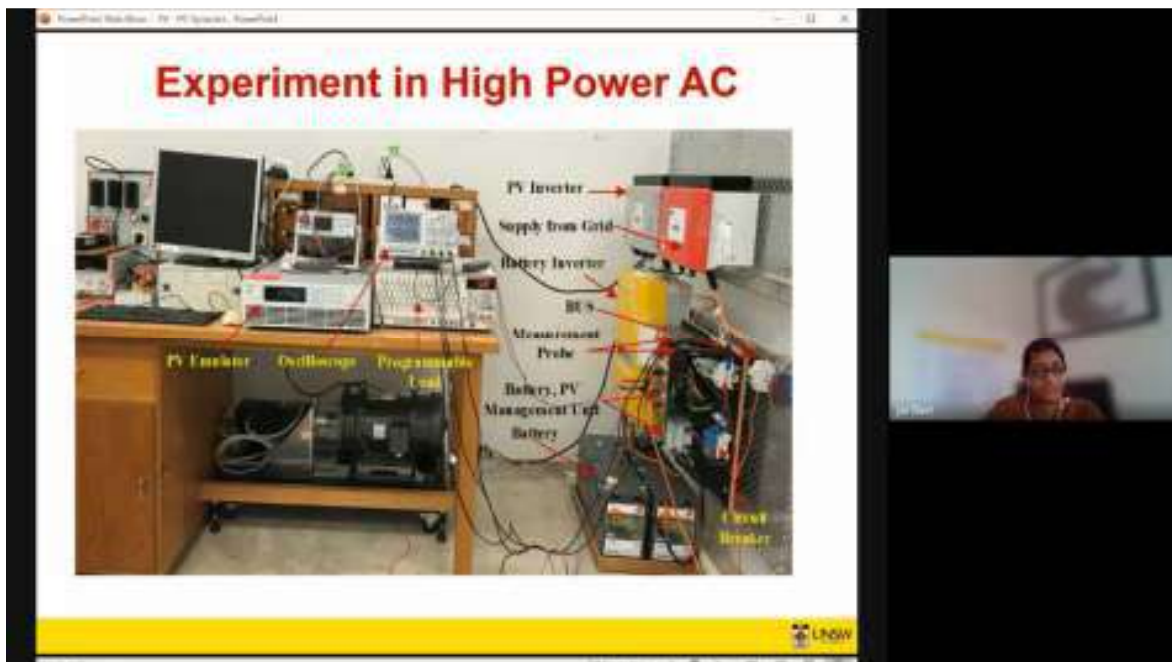 Experiment in High Power AC
PV Inverter
Supply from Grid
Battery Inverter
BUS
Measurement
Probe
Battery, PV
Management Unit
Battery
PV Emulator
Oscilloscope
Programmable
Load
Circuit
Breaker
UNSW